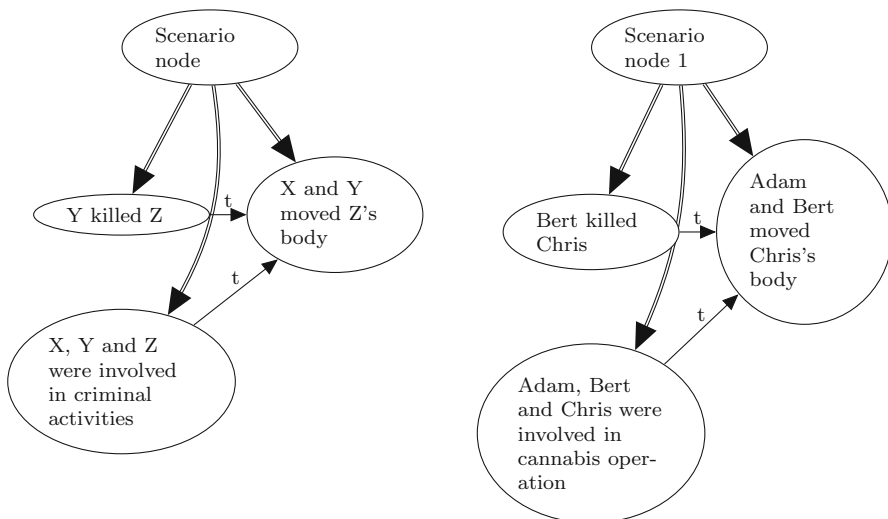 Scenario
node
Y killed Z
t
X and Y
moved Z's
body
t
X, Y and Z
were involved
in criminal
activities
Scenario
node 1
Bert killed
Chris
t
Adam
and Bert
moved
Chris's
body
t
Adam, Bert
and Chris were
involved in
cannabis oper-
ation